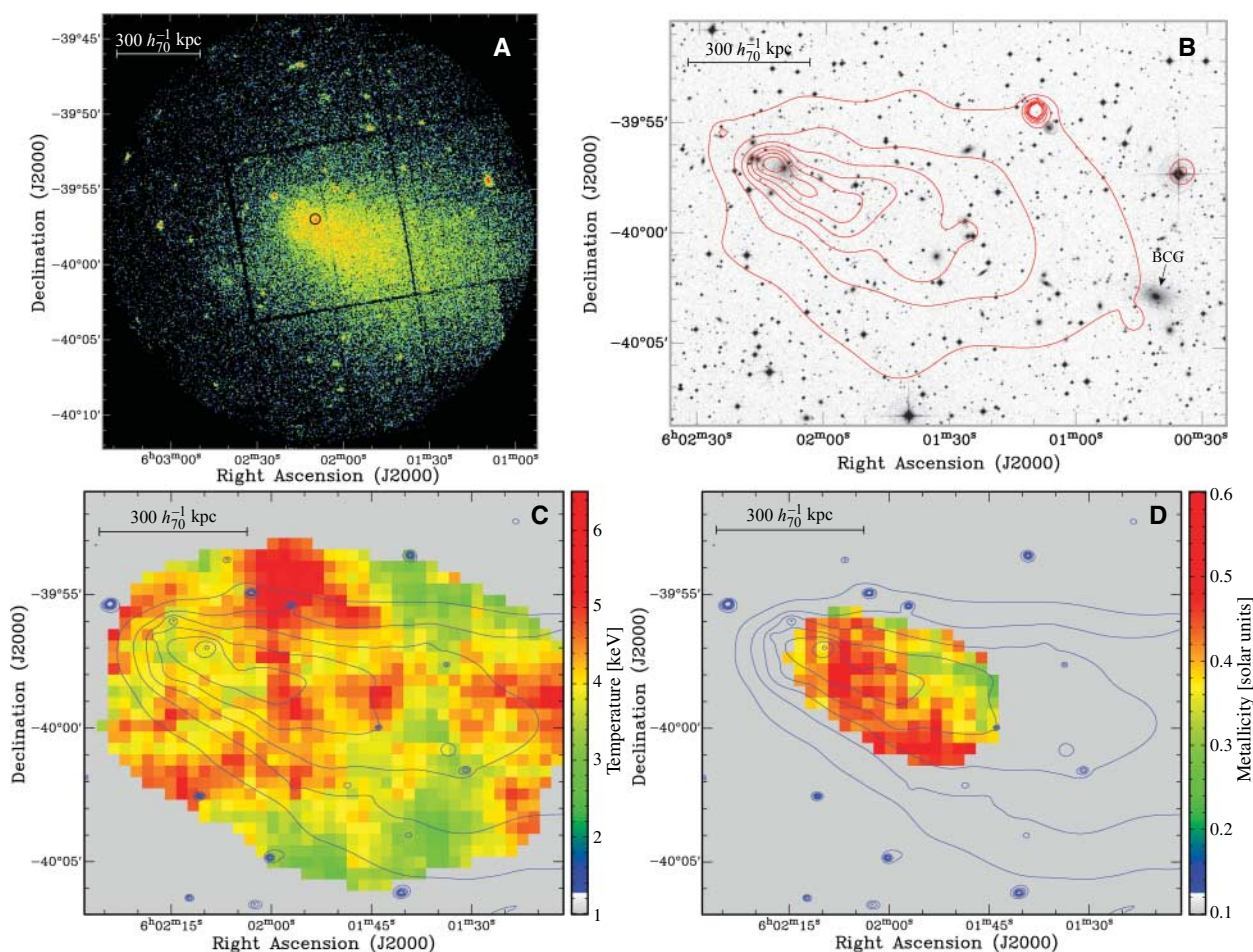 A
300 h₇₀⁻¹ kpc
−39°45′
−39°50′
−39°55′
−40°00′
−40°05′
−40°10′
Declination (J2000)
6ʰ03ᵐ00ˢ 02ᵐ30ˢ 02ᵐ00ˢ 01ᵐ30ˢ 01ᵐ00ˢ
Right Ascension (J2000)
B
300 h₇₀⁻¹ kpc
−39°55′
−40°00′
−40°05′
Declination (J2000)
BCG
6ʰ02ᵐ30ˢ 02ᵐ00ˢ 01ᵐ30ˢ 01ᵐ00ˢ 00ᵐ30ˢ
Right Ascension (J2000)
C
300 h₇₀⁻¹ kpc
−39°55′
−40°00′
−40°05′
Declination (J2000)
6ʰ02ᵐ15ˢ 02ᵐ00ˢ 01ᵐ45ˢ 01ᵐ30ˢ
Right Ascension (J2000)
6
5
4
3
2
1
Temperature [keV]
D
300 h₇₀⁻¹ kpc
−39°55′
−40°00′
−40°05′
Declination (J2000)
6ʰ02ᵐ15ˢ 02ᵐ00ˢ 01ᵐ45ˢ 01ᵐ30ˢ
Right Ascension (J2000)
0.6
0.5
0.4
0.3
0.2
0.1
Metallicity [solar units]